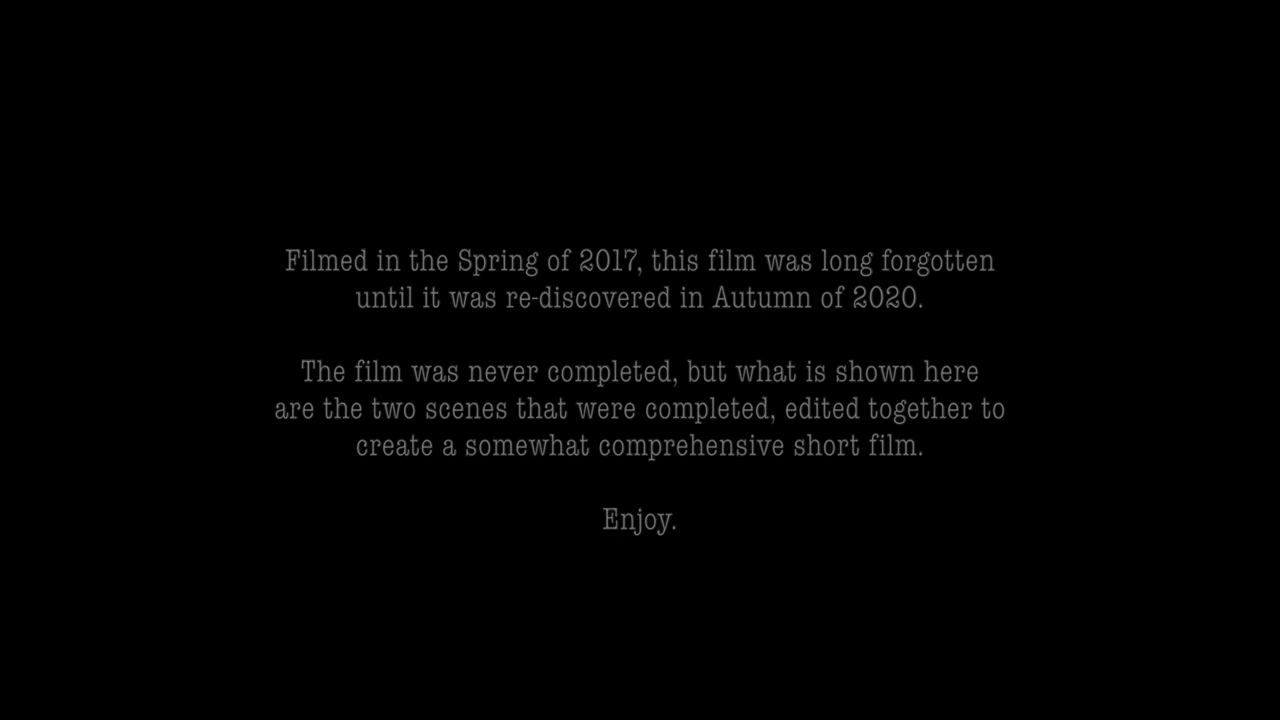 Filmed in the Spring of 2017, this film was long forgotten
until it was re-discovered in Autumn of 2020.
The film was never completed, but what is shown here
are the two scenes that were completed, edited together to
create a somewhat comprehensive short film.
Enjoy.